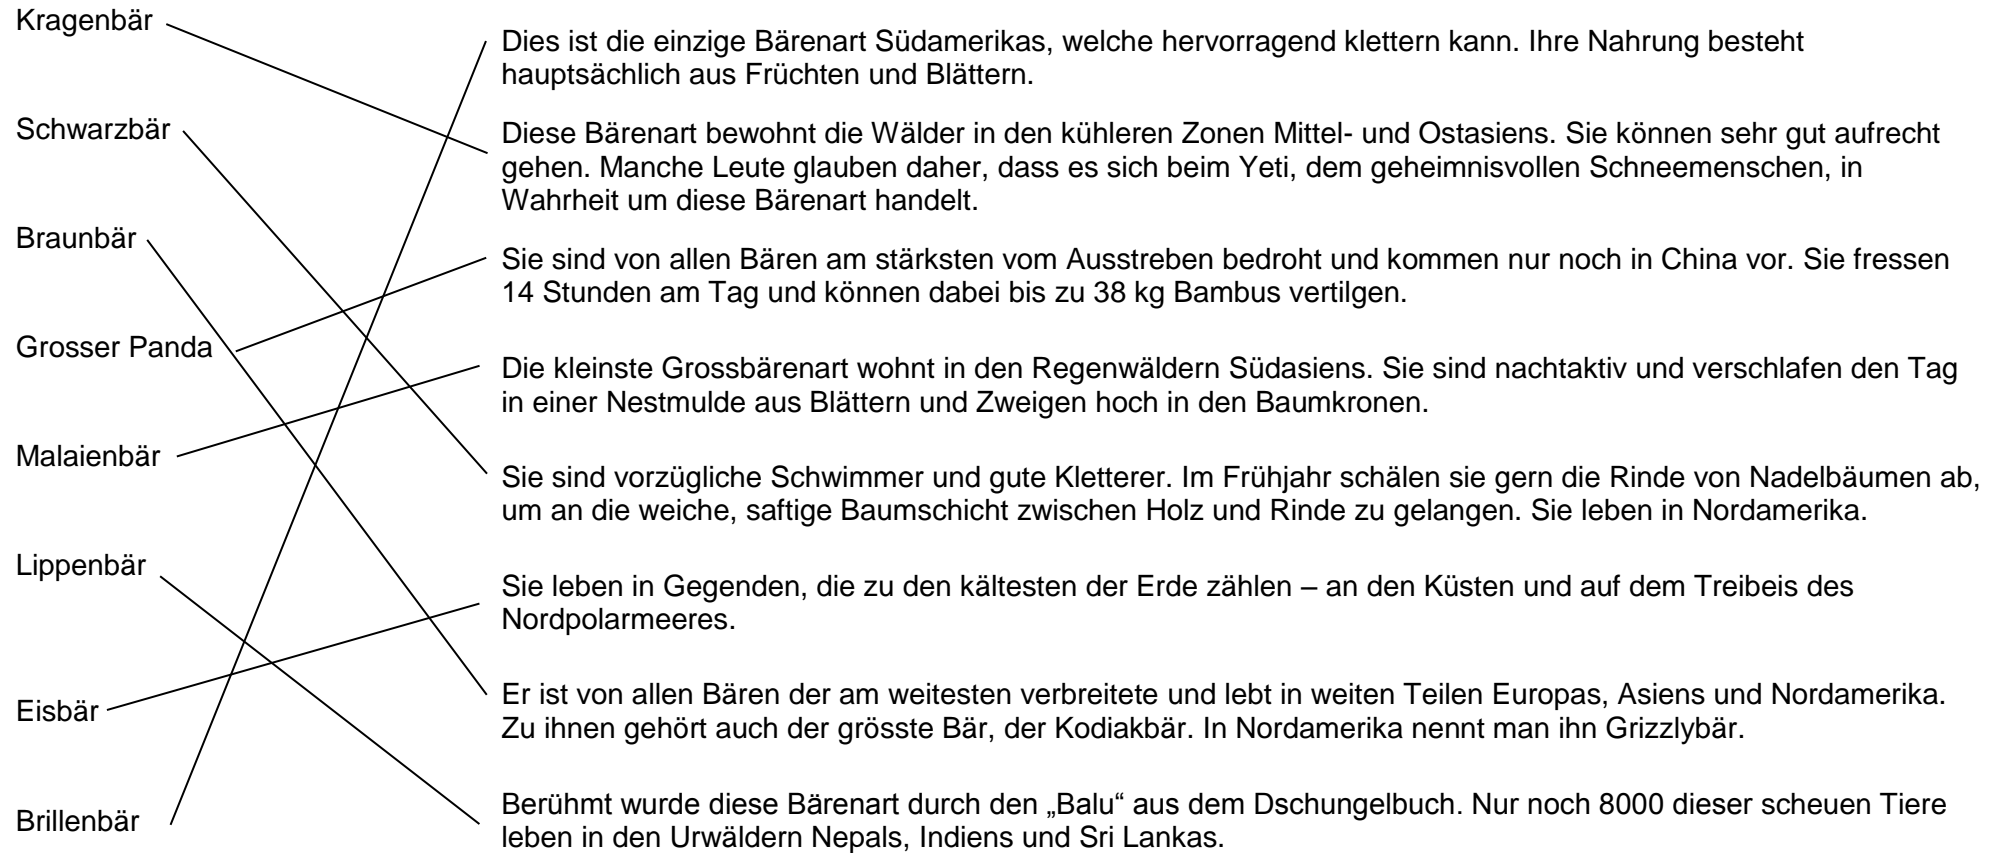 Kragenbär
Schwarzbär
Braunbär
Grosser Panda
Malaienbär
Lippenbär
Eisbär
Brillenbär
Dies ist die einzige Bärenart Südamerikas, welche hervorragend klettern kann. Ihre Nahrung besteht
hauptsächlich aus Früchten und Blättern.
Diese Bärenart bewohnt die Wälder in den kühleren Zonen Mittel- und Ostasiens. Sie können sehr gut aufrecht
gehen. Manche Leute glauben daher, dass es sich beim Yeti, dem geheimnisvollen Schneemenschen, in
Wahrheit um diese Bärenart handelt.
Sie sind von allen Bären am stärksten vom Ausstreben bedroht und kommen nur noch in China vor. Sie fressen
14 Stunden am Tag und können dabei bis zu 38 kg Bambus vertilgen.
Die kleinste Grossbärenart wohnt in den Regenwäldern Südasiens. Sie sind nachtaktiv und verschlafen den Tag
in einer Nestmulde aus Blättern und Zweigen hoch in den Baumkronen.
Sie sind vorzügliche Schwimmer und gute Kletterer. Im Frühjahr schälen sie gern die Rinde von Nadelbäumen ab,
um an die weiche, saftige Baumschicht zwischen Holz und Rinde zu gelangen. Sie leben in Nordamerika.
Sie leben in Gegenden, die zu den kältesten der Erde zählen – an den Küsten und auf dem Treibeis des
Nordpolarmeeres.
Er ist von allen Bären der am weitesten verbreitete und lebt in weiten Teilen Europas, Asiens und Nordamerika.
Zu ihnen gehört auch der grösste Bär, der Kodiakbär. In Nordamerika nennt man ihn Grizzlybär.
Berühmt wurde diese Bärenart durch den „Balu“ aus dem Dschungelbuch. Nur noch 8000 dieser scheuen Tiere
leben in den Urwäldern Nepals, Indiens und Sri Lankas.